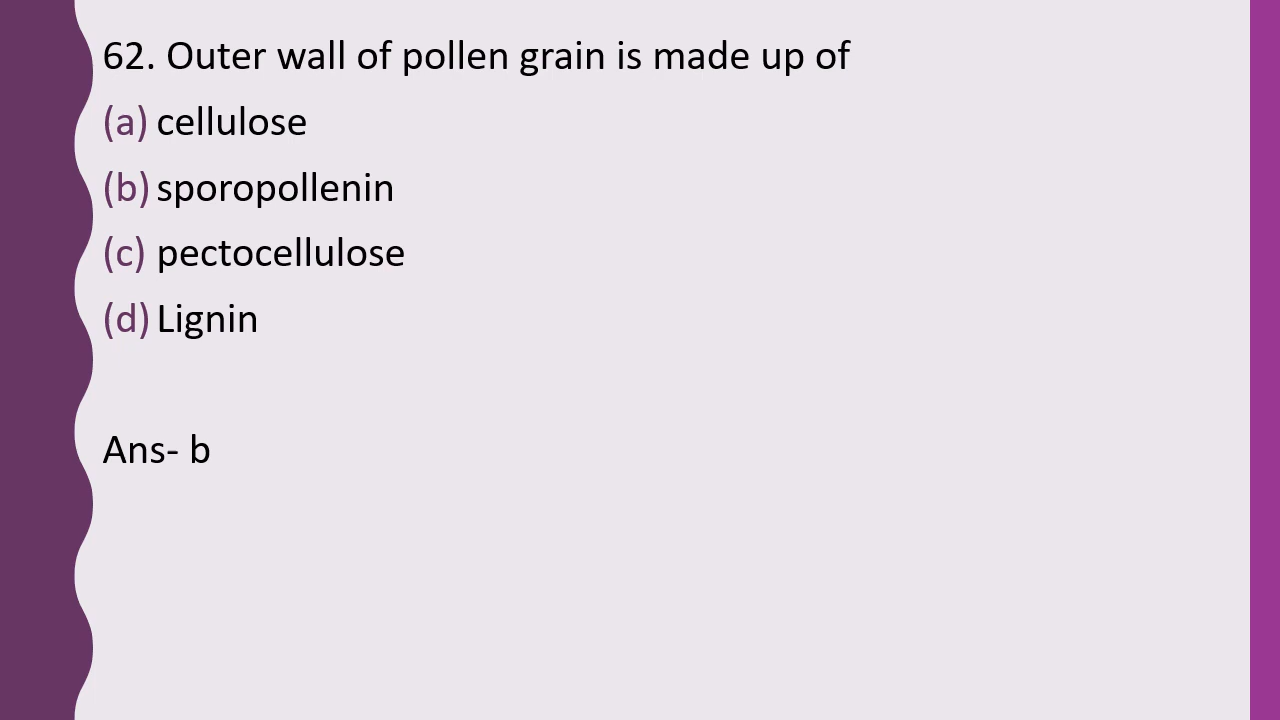 62. Outer wall of pollen grain is made up of
(a) cellulose
(b) sporopollenin
(c) pectocellulose
(d) Lignin
Ans- b